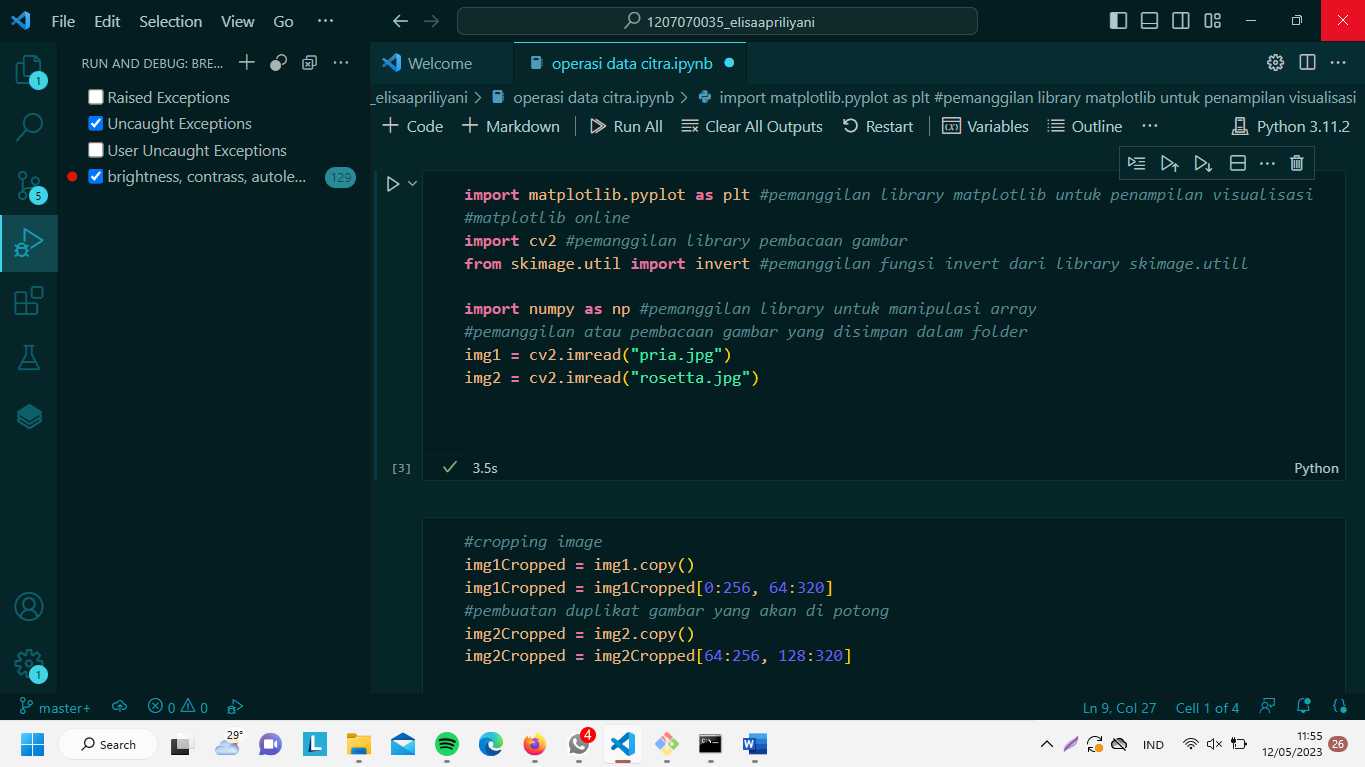 File Edit Selection View Go ··· 1207070035_elisaapriliyani
RUN AND DEBUG: BRE...
Raised Exceptions
Uncaught Exceptions
User Uncaught Exceptions
brightness, contrass, autole... 129
1
5
1
Welcome operasi data citra.ipynb
_elisaapriliyani > operasi data citra.ipynb > import matplotlib.pyplot as plt #pemanggilan library matplotlib untuk penampilan visualisasi
+ Code + Markdown Run All Clear All Outputs Restart Variables Outline ··· Python 3.11.2
import matplotlib.pyplot as plt #pemanggilan library matplotlib untuk penampilan visualisasi
#matplotlib online
import cv2 #pemanggilan library pembacaan gambar
from skimage.util import invert #pemanggilan fungsi invert dari library skimage.utill
import numpy as np #pemanggilan library untuk manipulasi array
#pemanggilan atau pembacaan gambar yang disimpan dalam folder
img1 = cv2.imread("pria.jpg")
img2 = cv2.imread("rosetta.jpg")
[3] 3.5s Python
#cropping image
img1Cropped = img1.copy()
img1Cropped = img1Cropped[0:256, 64:320]
#pembuatan duplikat gambar yang akan di potong
img2Cropped = img2.copy()
img2Cropped = img2Cropped[64:256, 128:320]
master+ 0 0 Ln 9, Col 27 Cell 1 of 4
Search 29° L 4 W IND 11:55
12/05/2023 26